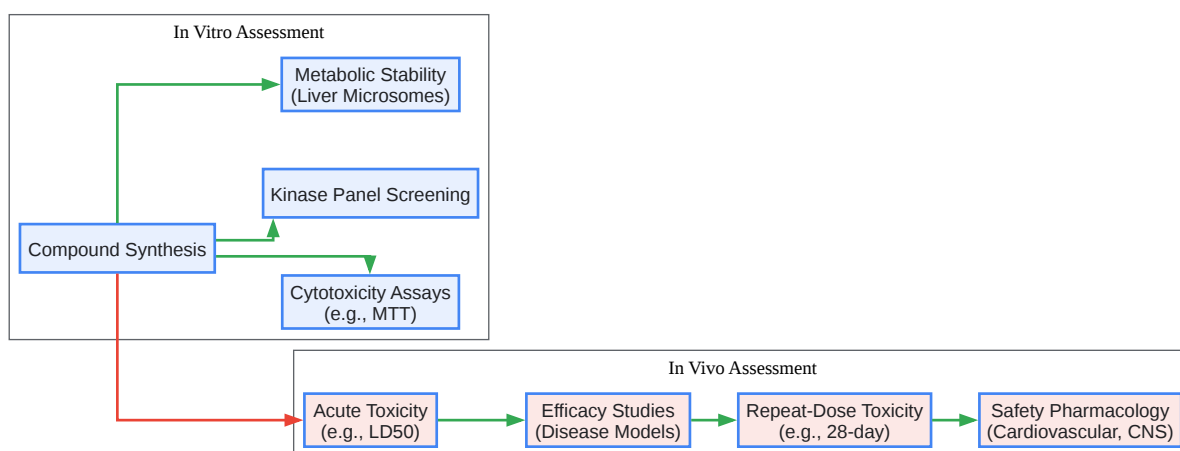 In Vitro Assessment
Metabolic Stability
(Liver Microsomes)
Kinase Panel Screening
Compound Synthesis
Cytotoxicity Assays
(e.g., MTT)
In Vivo Assessment
Acute Toxicity
(e.g., LD50)
Efficacy Studies
(Disease Models)
Repeat-Dose Toxicity
(e.g., 28-day)
Safety Pharmacology
(Cardiovascular, CNS)